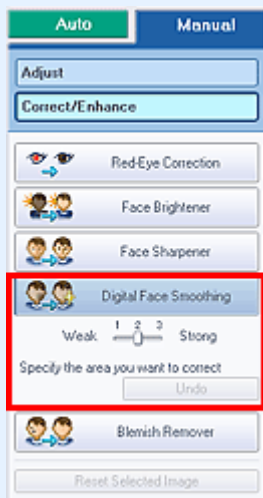 Auto Manual
Adjust
Correct/Enhance
Red-Eye Correction
Face Brightener
Face Sharpener
Digital Face Smoothing
1 2 3
Weak Strong
Specify the area you want to correct
Undo
Blemish Remover
Reset Selected Image